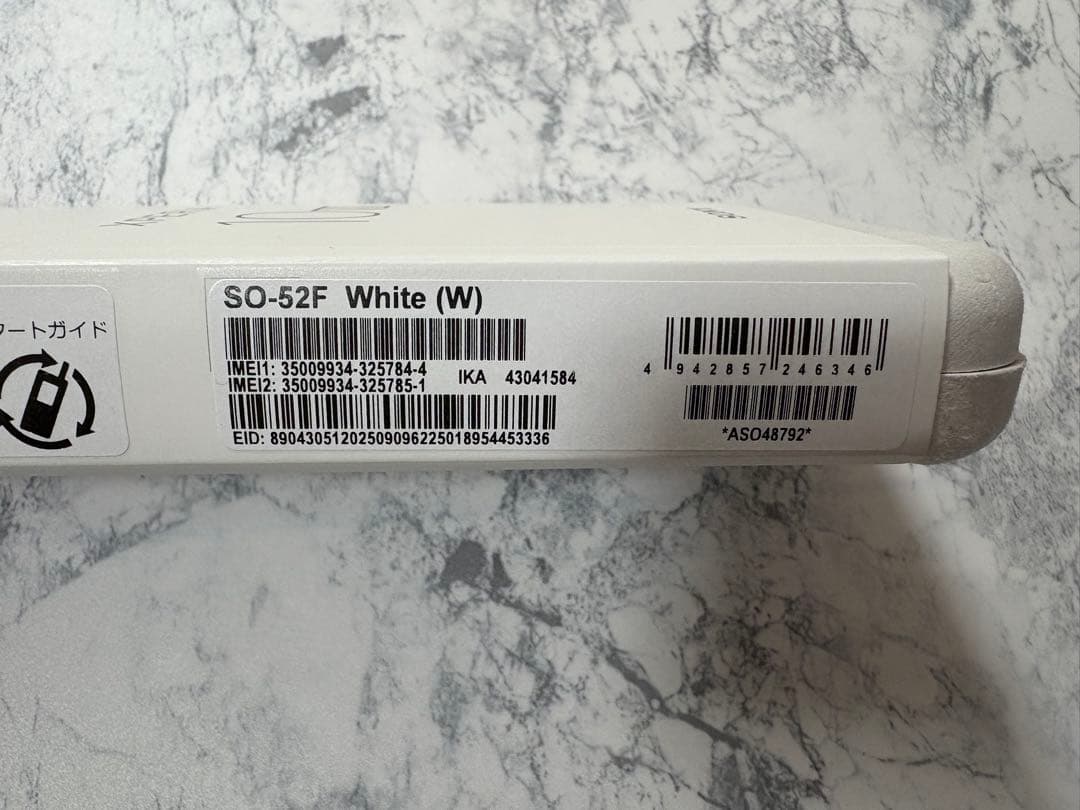 SONY
ートガイド
SO-52F White (W)
IMEI1: 35009934-325784-4
IMEI2: 35009934-325785-1
IKA 43041584
EID: 89043051202509096225018954453336
4 942857 246346
*ASO48792*